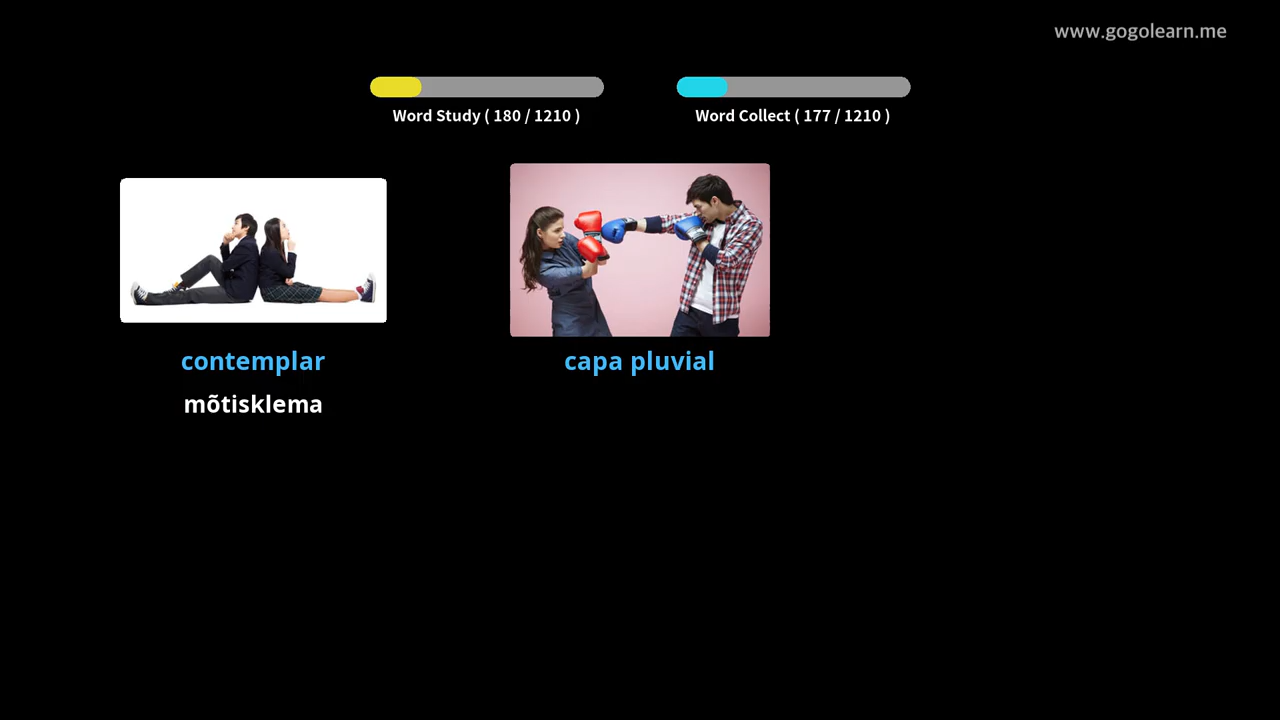 www.gogolearn.me
Word Study ( 180 / 1210 )
Word Collect ( 177 / 1210 )
contemplar
mõtisklema
capa pluvial